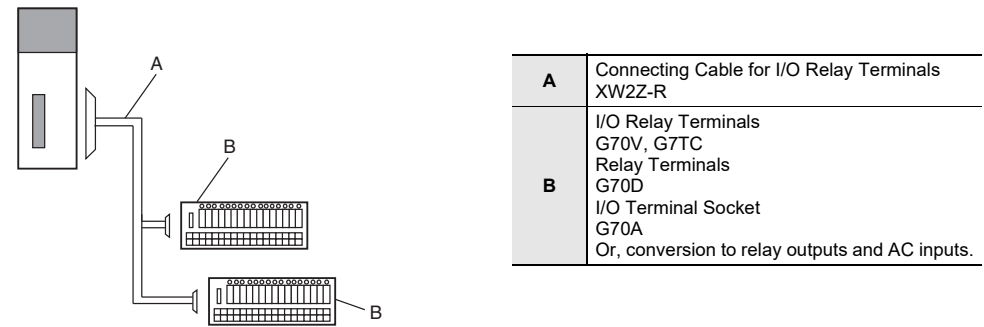 A
B
B
A
Connecting Cable for I/O Relay Terminals
XW2Z-R
B
I/O Relay Terminals
G70V, G7TC
Relay Terminals
G70D
I/O Terminal Socket
G70A
Or, conversion to relay outputs and AC inputs.